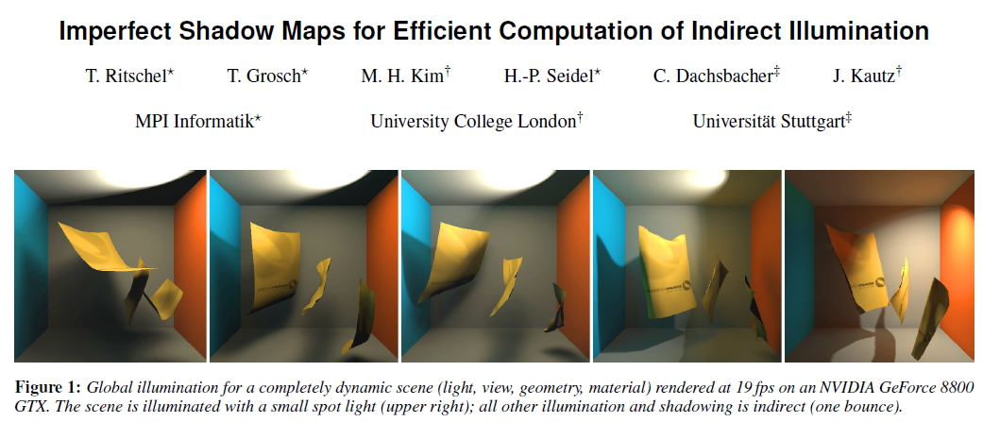 Imperfect Shadow Maps for Efficient Computation of Indirect Illumination
T. Ritschel⋆ T. Grosch⋆ M. H. Kim† H.-P. Seidel⋆ C. Dachsbacher‡ J. Kautz†
MPI Informatik⋆ University College London† Universität Stuttgart‡
Figure 1: Global illumination for a completely dynamic scene (light, view, geometry, material) rendered at 19 fps on an NVIDIA GeForce 8800
GTX. The scene is illuminated with a small spot light (upper right); all other illumination and shadowing is indirect (one bounce).